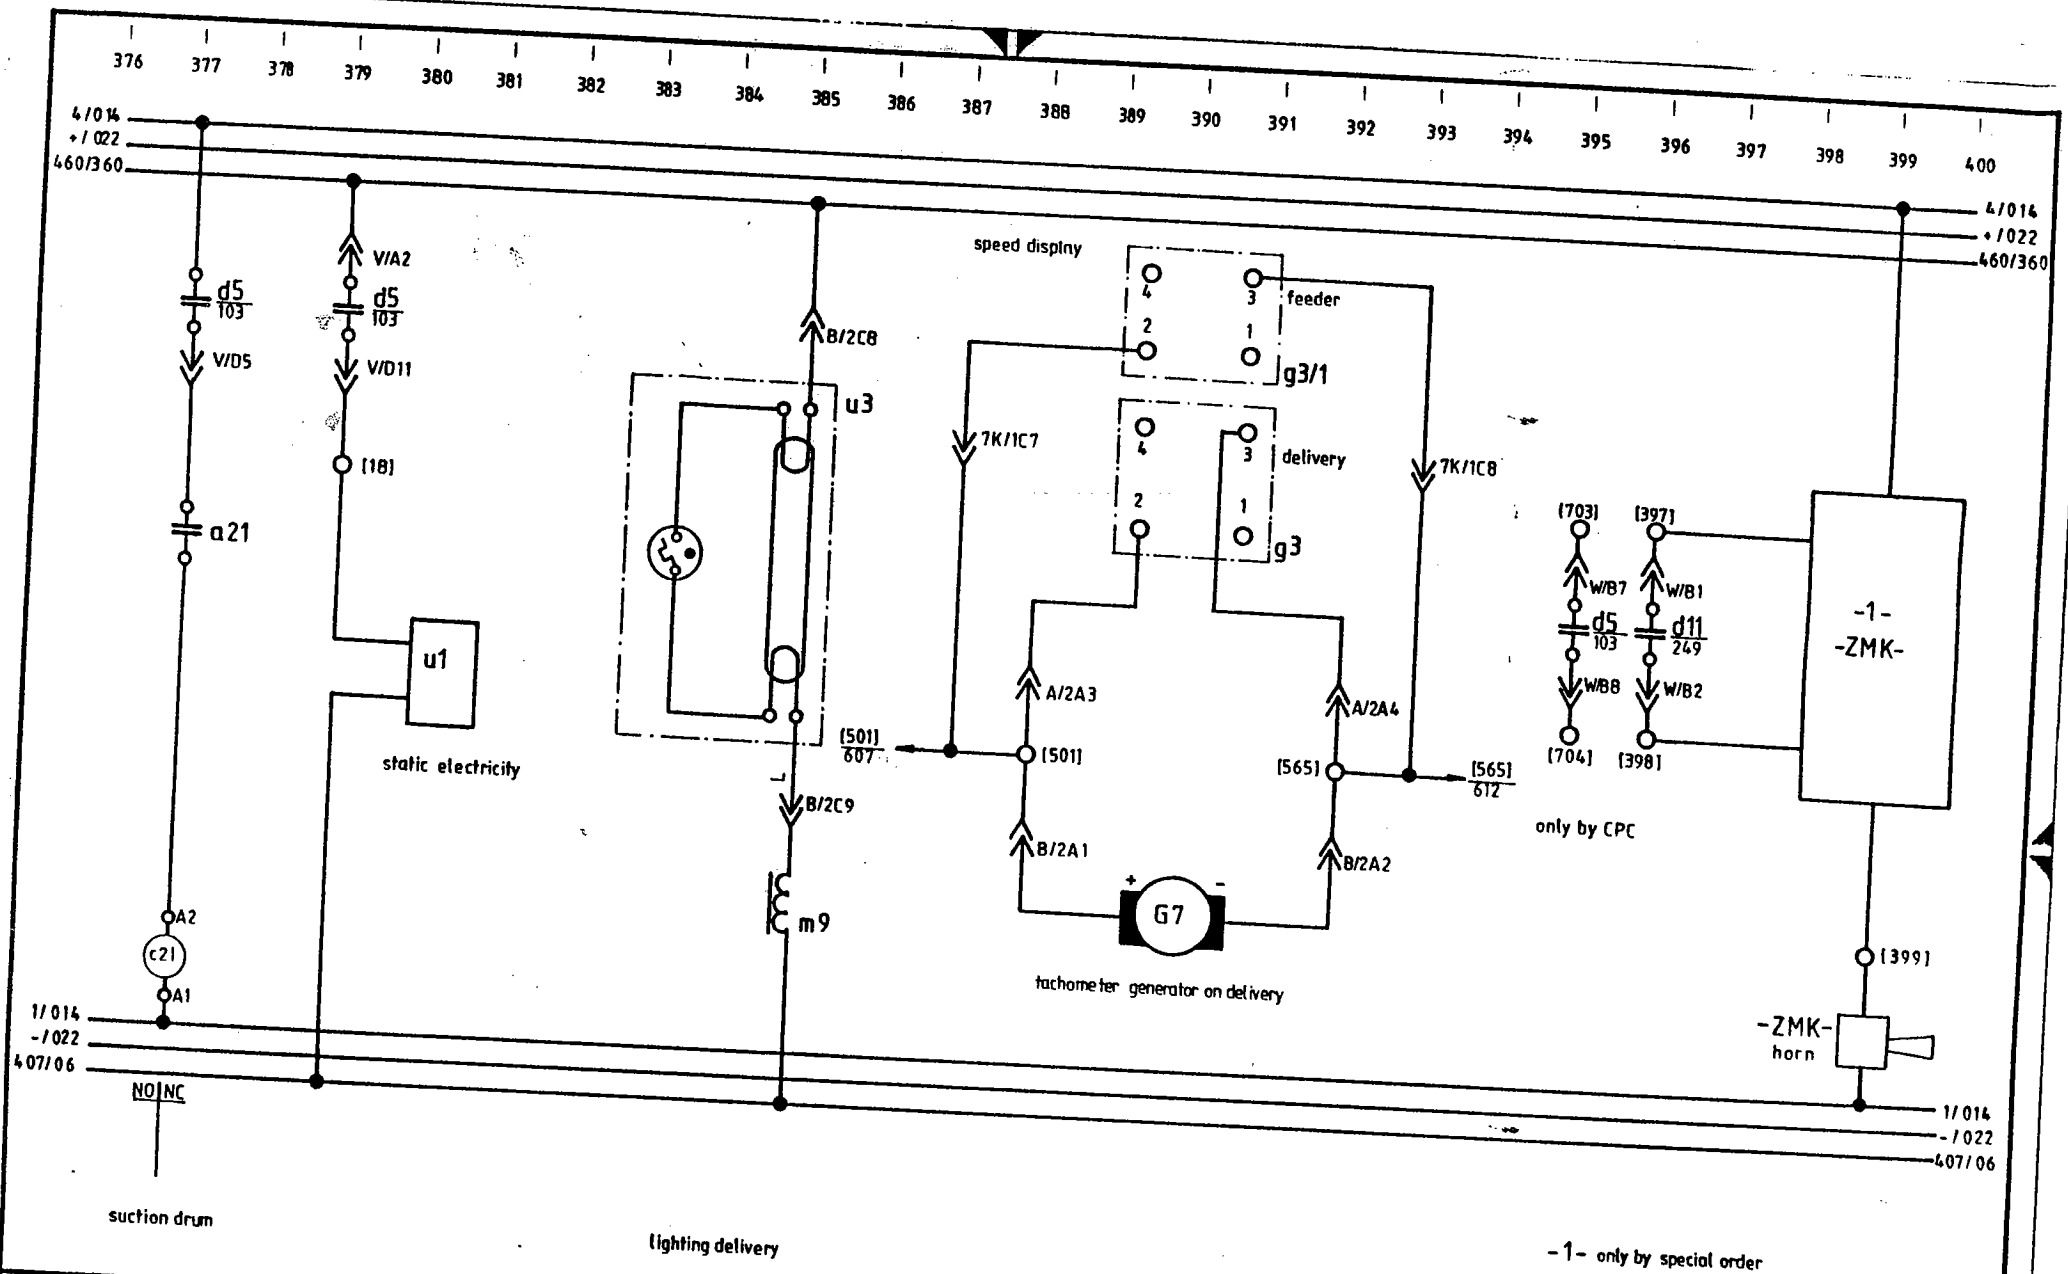 376 377 378 379 380 381 382 383 384 385 386 387 388 389 390 391 392 393 394 395 396 397 398 399 400
4/014
+/022
460/360
4/014
+/022
460/360
speed display
V/A2
d5
103
d5
103
V/D5
V/D11
B/2C8
4
3
feeder
2
1
g3/1
u3
7K/1C7
4
3
delivery
7K/1C8
2
1
g3
[18]
a21
[703]
[397]
W/B7
W/B1
d5
103
d11
249
W/B8
W/B2
[704]
[398]
-1-
-ZMK-
u1
static electricity
A/2A3
A/2A4
[501]
607
[501]
[565]
[565]
612
only by CPC
L
B/2C9
B/2A1
B/2A2
+
-
G7
m9
tachometer generator on delivery
A2
c21
A1
[399]
-ZMK-
horn
1/014
-/022
407/06
1/014
-/022
407/06
NO NC
suction drum
lighting delivery
-1- only by special order